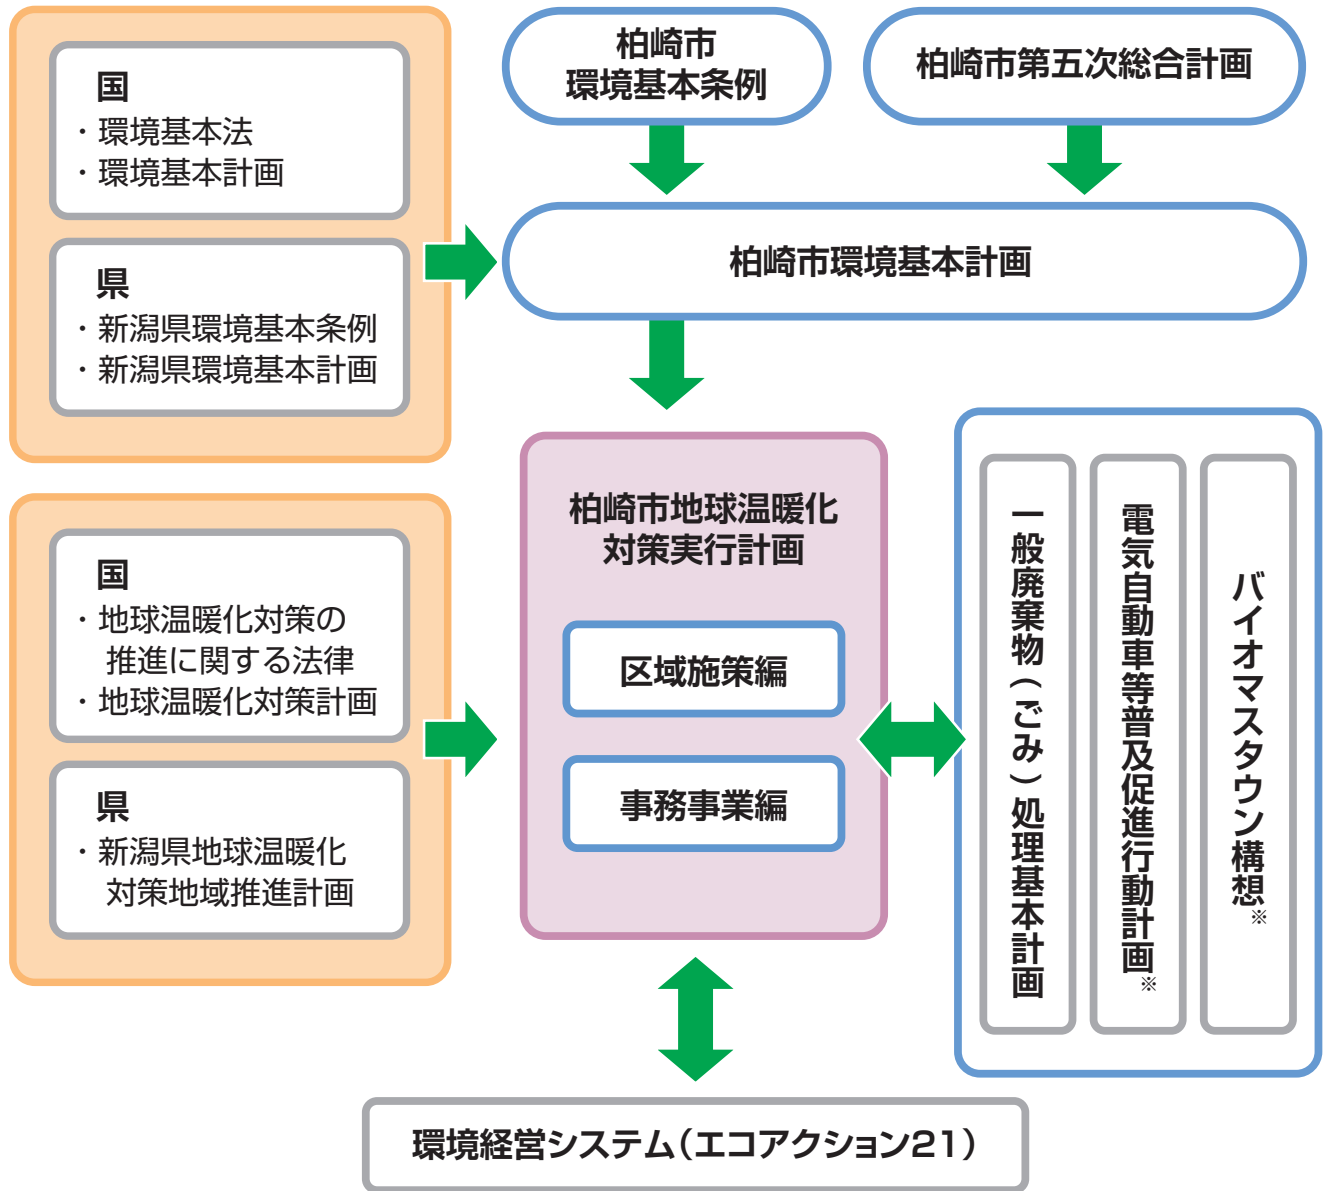 国
・環境基本法
・環境基本計画
県
・新潟県環境基本条例
・新潟県環境基本計画
柏崎市
環境基本条例
柏崎市第五次総合計画
柏崎市環境基本計画
国
・地球温暖化対策の
推進に関する法律
・地球温暖化対策計画
県
・新潟県地球温暖化
対策地域推進計画
柏崎市地球温暖化
対策実行計画
区域施策編
事務事業編
一般廃棄物（ごみ）処理基本計画
電気自動車等普及促進行動計画※
バイオマスタウン構想※
環境経営システム（エコアクション21）